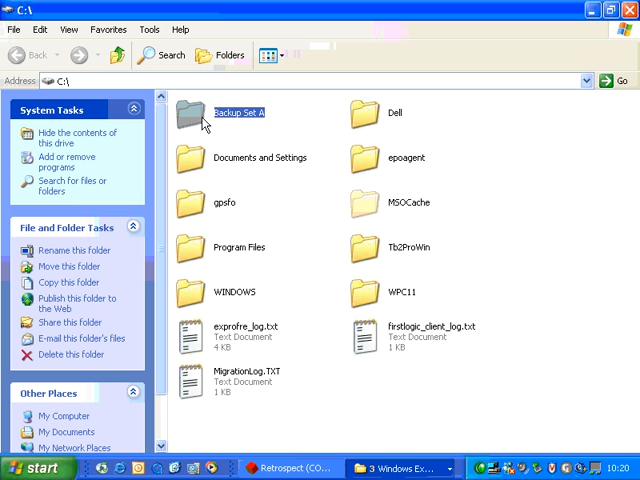 C:\
File Edit View Favorites Tools Help
Back Search Folders
Address C:\ Go
System Tasks
Hide the contents of
this drive
Add or remove
programs
Search for files or
folders
File and Folder Tasks
Rename this folder
Move this folder
Copy this folder
Publish this folder to
the Web
Share this folder
E-mail this folder's files
Delete this folder
Other Places
My Computer
My Documents
My Network Places
Backup Set A Dell
Documents and Settings epoagent
gpsfo MSOCache
Program Files Tb2ProWin
WINDOWS WPC11
exprofre_log.txt
Text Document
4 KB
firstlogic_client_log.txt
Text Document
1 KB
MigrationLog.TXT
Text Document
1 KB
start Retrospect (CO... 3 Windows Ex... 10:20